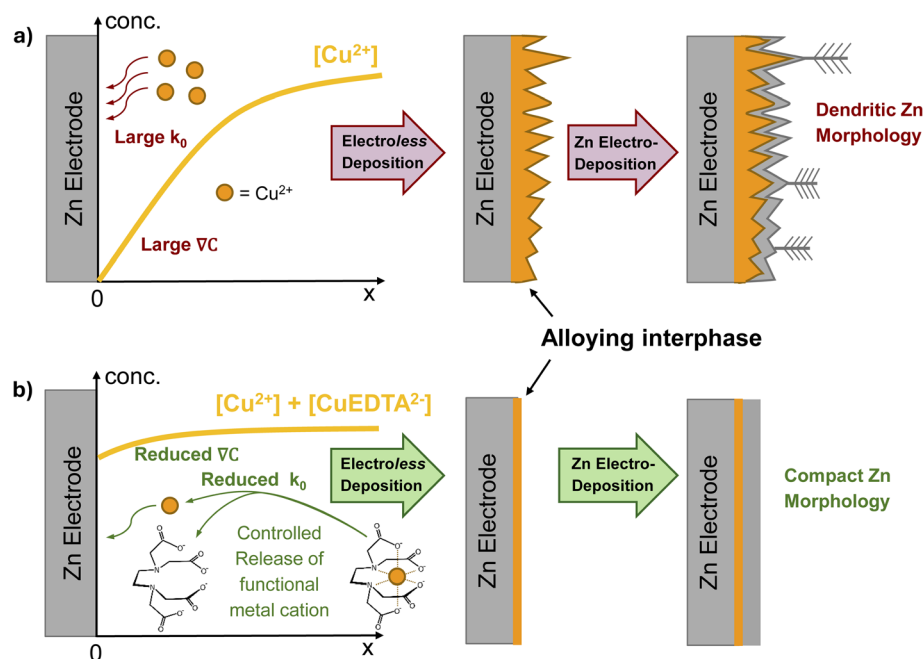 a)
conc.
[Cu²⁺]
Zn Electrode
Large k₀
= Cu²⁺
Large ∇C
0
x
Electroless
Deposition
Zn Electrode
Zn Electro-
Deposition
Zn Electrode
Dendritic Zn
Morphology
Alloying interphase
b)
conc.
[Cu²⁺] + [CuEDTA²⁻]
Zn Electrode
Reduced ∇C
Reduced k₀
Controlled
Release of
functional
metal cation
O
O⁻
O
O⁻
N
N
O
O⁻
O
O⁻
O
O⁻
O
O⁻
N
N
O
O⁻
O
O⁻
0
x
Electroless
Deposition
Zn Electrode
Zn Electro-
Deposition
Zn Electrode
Compact Zn
Morphology